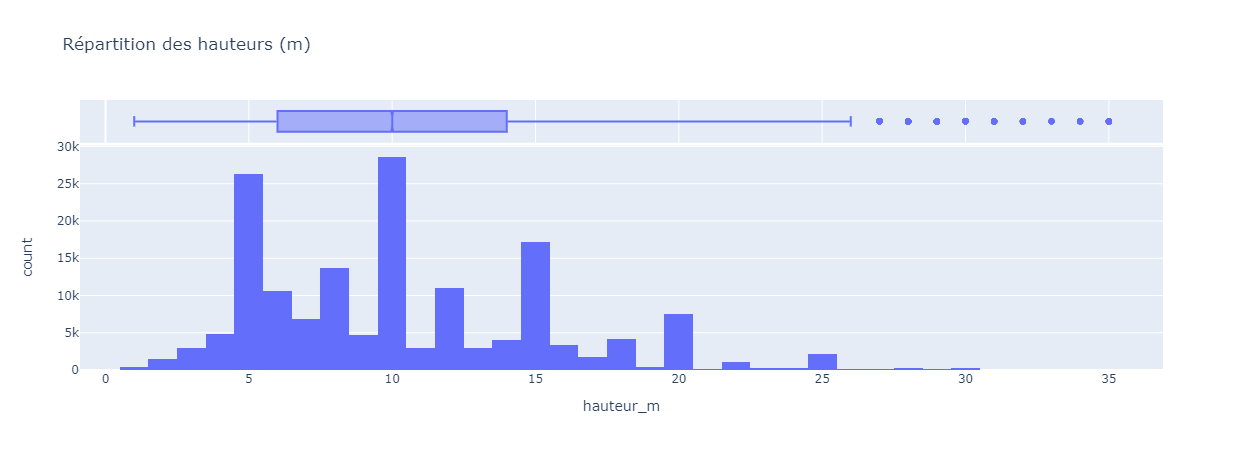 Répartition des hauteurs (m)
30k
25k
20k
15k
10k
5k
0
count
0 5 10 15 20 25 30 35
hauteur_m